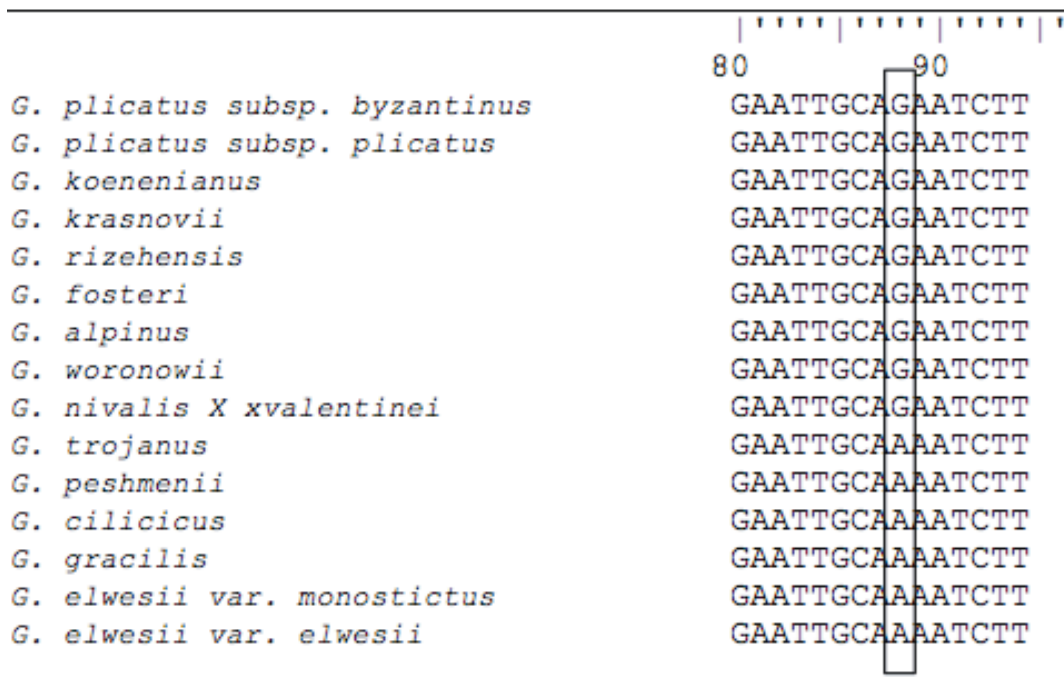 80 90
G. plicatus subsp. byzantinus GAATTGCAGAATCTT
G. plicatus subsp. plicatus GAATTGCAGAATCTT
G. koenenianus GAATTGCAGAATCTT
G. krasnovii GAATTGCAGAATCTT
G. rizehensis GAATTGCAGAATCTT
G. fosteri GAATTGCAGAATCTT
G. alpinus GAATTGCAGAATCTT
G. woronowii GAATTGCAGAATCTT
G. nivalis X xvalentinei GAATTGCAGAATCTT
G. trojanus GAATTGCAAAATCTT
G. peshmenii GAATTGCAAAATCTT
G. cilicicus GAATTGCAAAATCTT
G. gracilis GAATTGCAAAATCTT
G. elwesii var. monostictus GAATTGCAAAATCTT
G. elwesii var. elwesii GAATTGCAAAATCTT